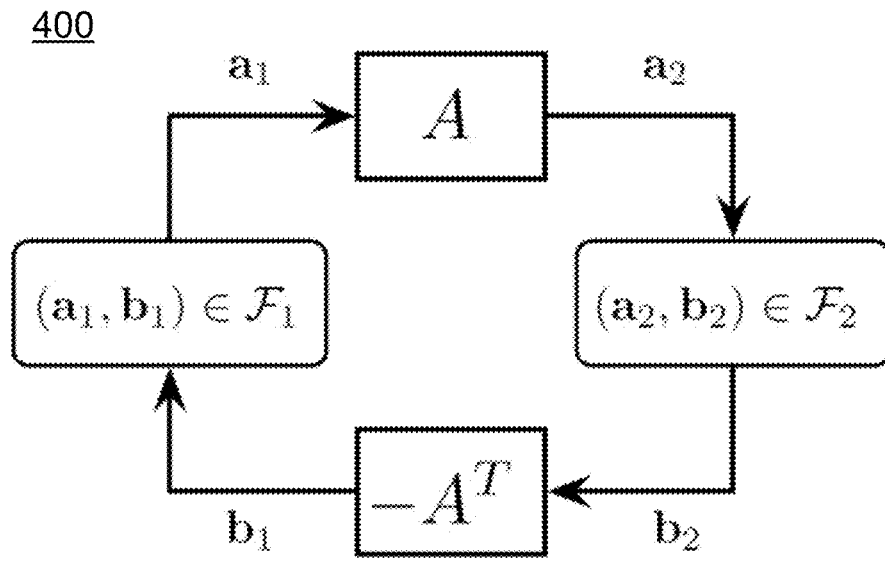 400
a₁
a₂
A
(a₁, b₁) ∈ ℱ₁
(a₂, b₂) ∈ ℱ₂
−Aᵀ
b₁
b₂